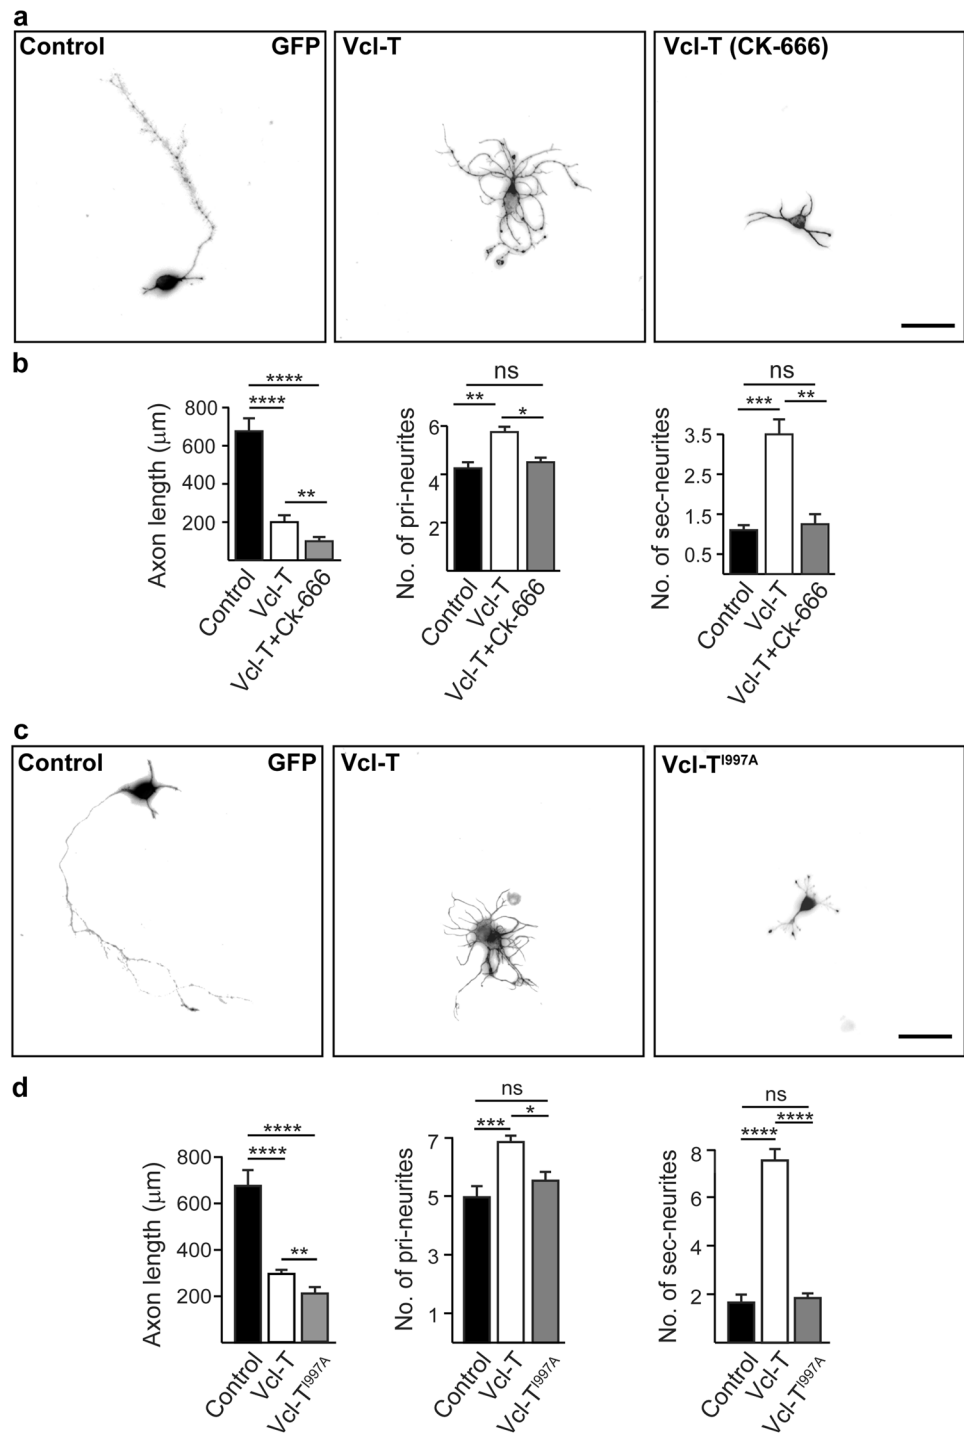 a
Control GFP Vcl-T Vcl-T (CK-666)
b
**** ns ns
**** ** * *** **
**
Axon length (µm)
800
600
400
200
Control
Vcl-T
Vcl-T+Ck-666
No. of pri-neurites
6
4
2
Control
Vcl-T
Vcl-T+CK-666
No. of sec-neurites
3.5
2.5
1.5
0.5
Control
Vcl-T
Vcl-T+CK-666
c
Control GFP Vcl-T Vcl-T^I997A
d
**** ns ns
**** *** * **** ****
**
Axon length (µm)
800
600
400
200
Control
Vcl-T
Vcl-T^I997A
No. of pri-neurites
7
5
3
1
Control
Vcl-T
Vcl-T^I997A
No. of sec-neurites
8
6
4
2
Control
Vcl-T
Vcl-T^I997A